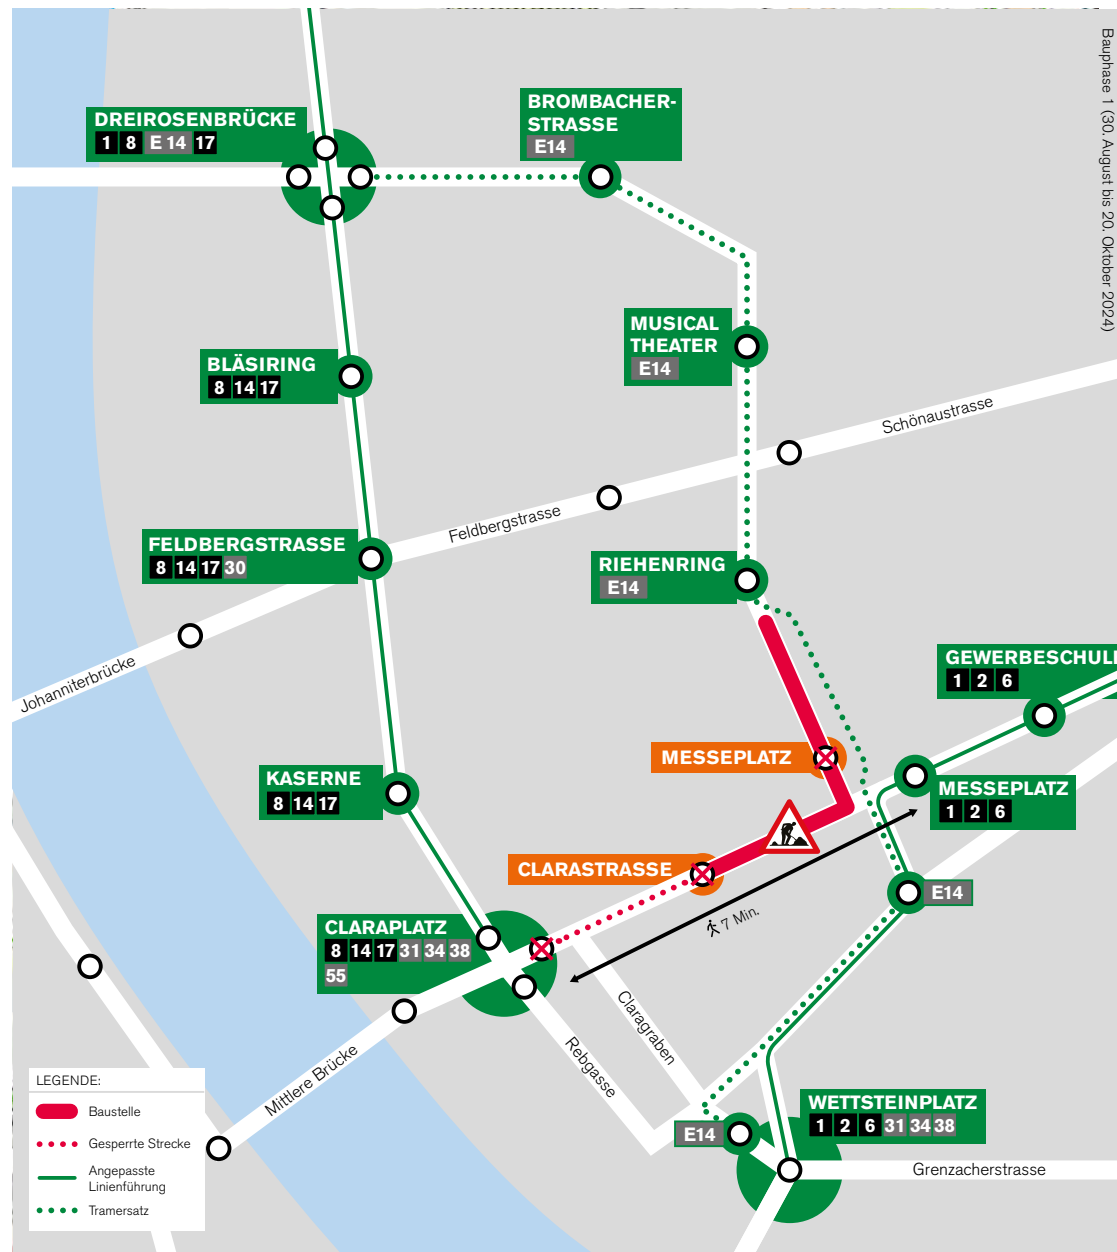 Bauphase 1 (30. August bis 20. Oktober 2024)
DREIROSENBRÜCKE
1 8 E 14 17
BROMBACHER-
STRASSE
E14
MUSICAL
THEATER
E14
BLÄSIRING
8 14 17
Schönaustrasse
Feldbergstrasse
FELDBERGSTRASSE
8 14 17 30
RIEHENRING
E14
Johanniterbrücke
GEWERBESCHULE
1 2 6
MESSEPLATZ
KASERNE
8 14 17
MESSEPLATZ
1 2 6
CLARASTRASSE
E14
7 Min.
CLARAPLATZ
8 14 17 31 34 38
55
Claragraben
Rebgasse
Mittlere Brücke
WETTSTEINPLATZ
1 2 6 31 34 38
E14
Grenzacherstrasse
LEGENDE:
Baustelle
Gesperrte Strecke
Angepasste
Linienführung
Tramersatz